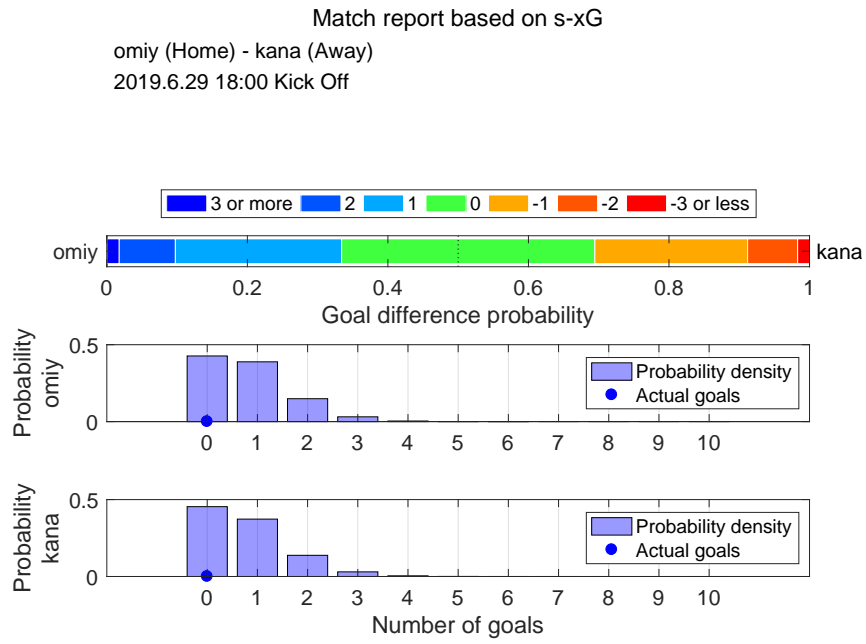 Match report based on s-xG
omiy (Home) - kana (Away)
2019.6.29 18:00 Kick Off
3 or more 2 1 0 -1 -2 -3 or less
omiy kana
0 0.2 0.4 0.6 0.8 1
Goal difference probability
Probability
omiy
0.5
0
Probability density
Actual goals
0 1 2 3 4 5 6 7 8 9 10
Probability
kana
0.5
0
Probability density
Actual goals
0 1 2 3 4 5 6 7 8 9 10
Number of goals